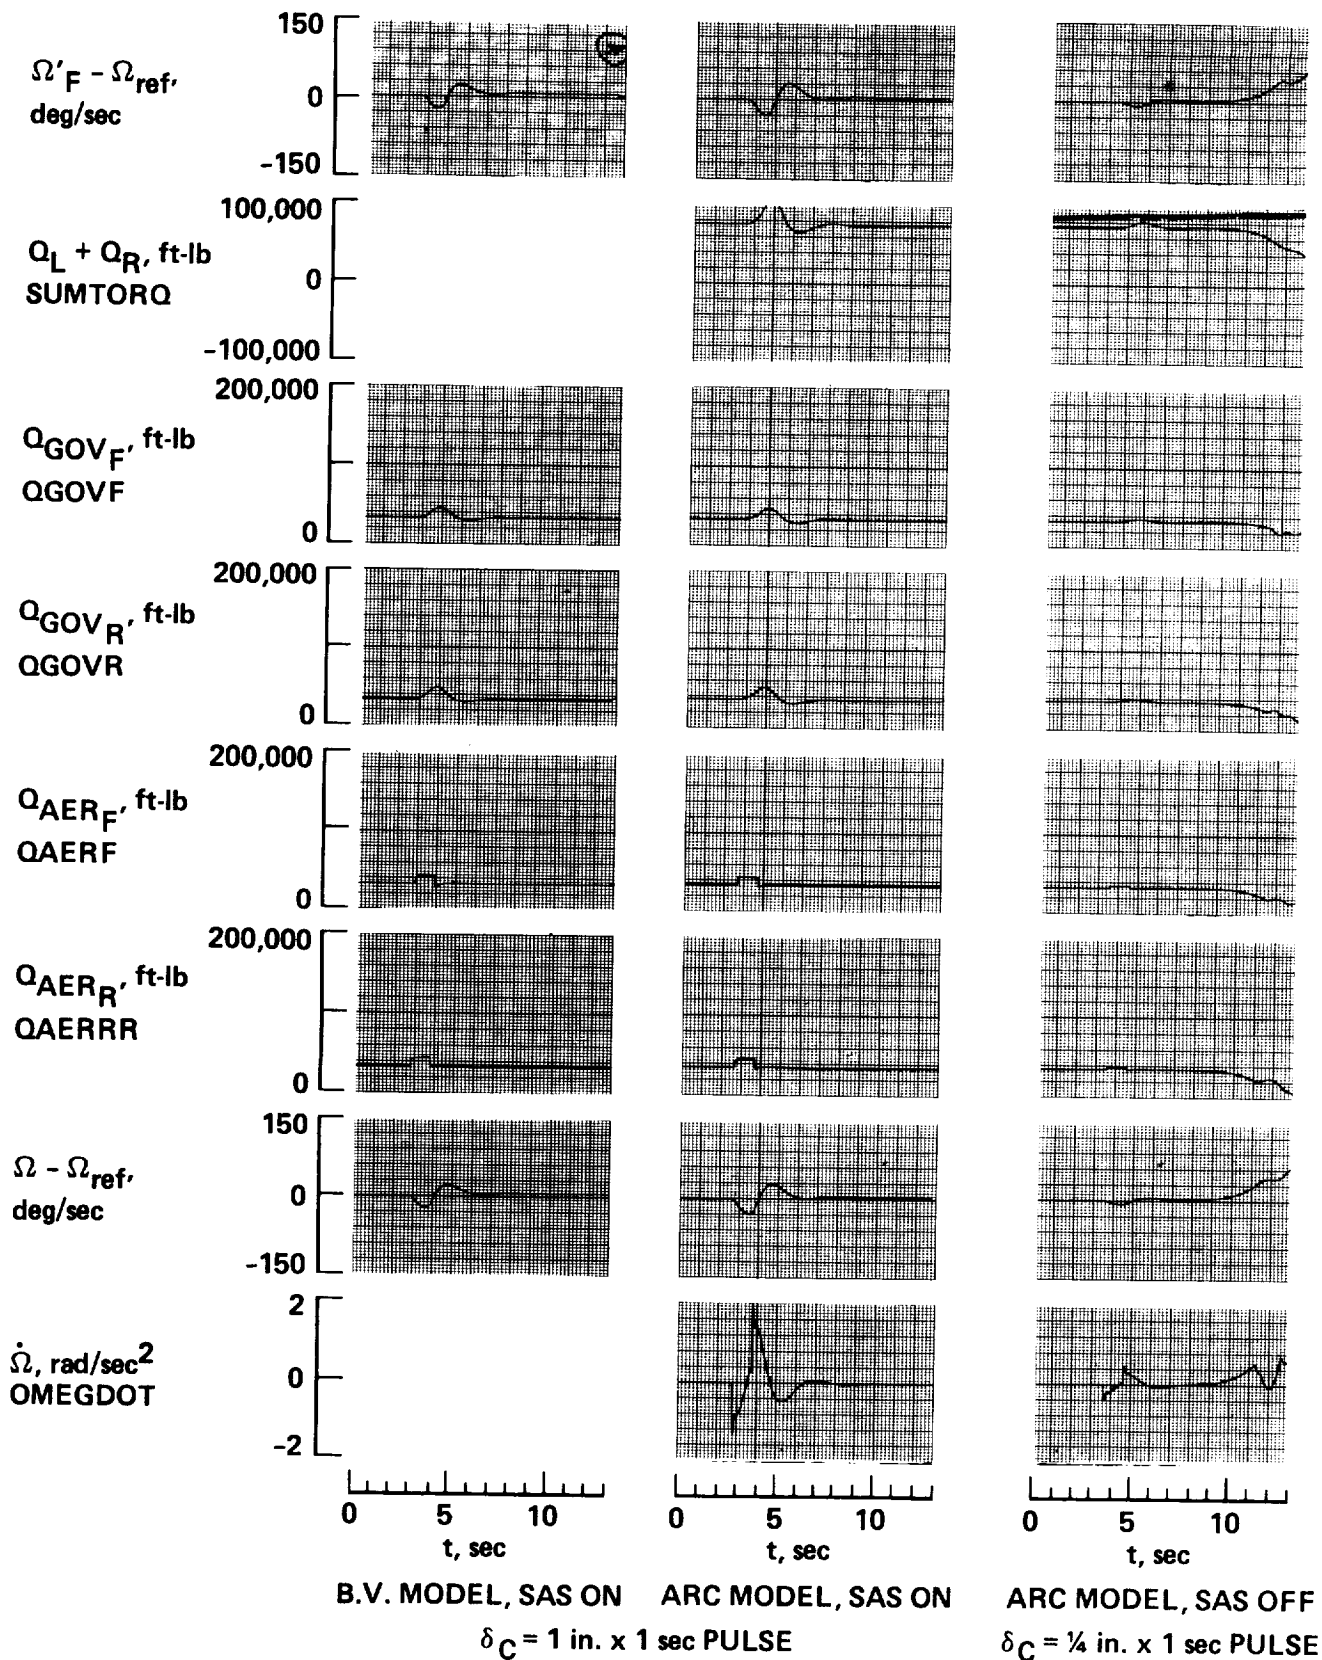 150
Ω'F - Ωref,
0
deg/sec
-150
100,000
QL + QR, ft-lb
0
SUMTORQ
-100,000
200,000
QGOVF, ft-lb
QGOVF
0
200,000
QGOVR, ft-lb
QGOVR
0
200,000
QAERF, ft-lb
QAERF
0
200,000
QAERR, ft-lb
QAERRR
0
150
Ω - Ωref,
0
deg/sec
-150
2
Ω̇, rad/sec2
0
OMEGDOT
-2
0 5 10 0 5 10 0 5 10
t, sec t, sec t, sec
B.V. MODEL, SAS ON ARC MODEL, SAS ON ARC MODEL, SAS OFF
δC = 1 in. x 1 sec PULSE δC = ¼ in. x 1 sec PULSE